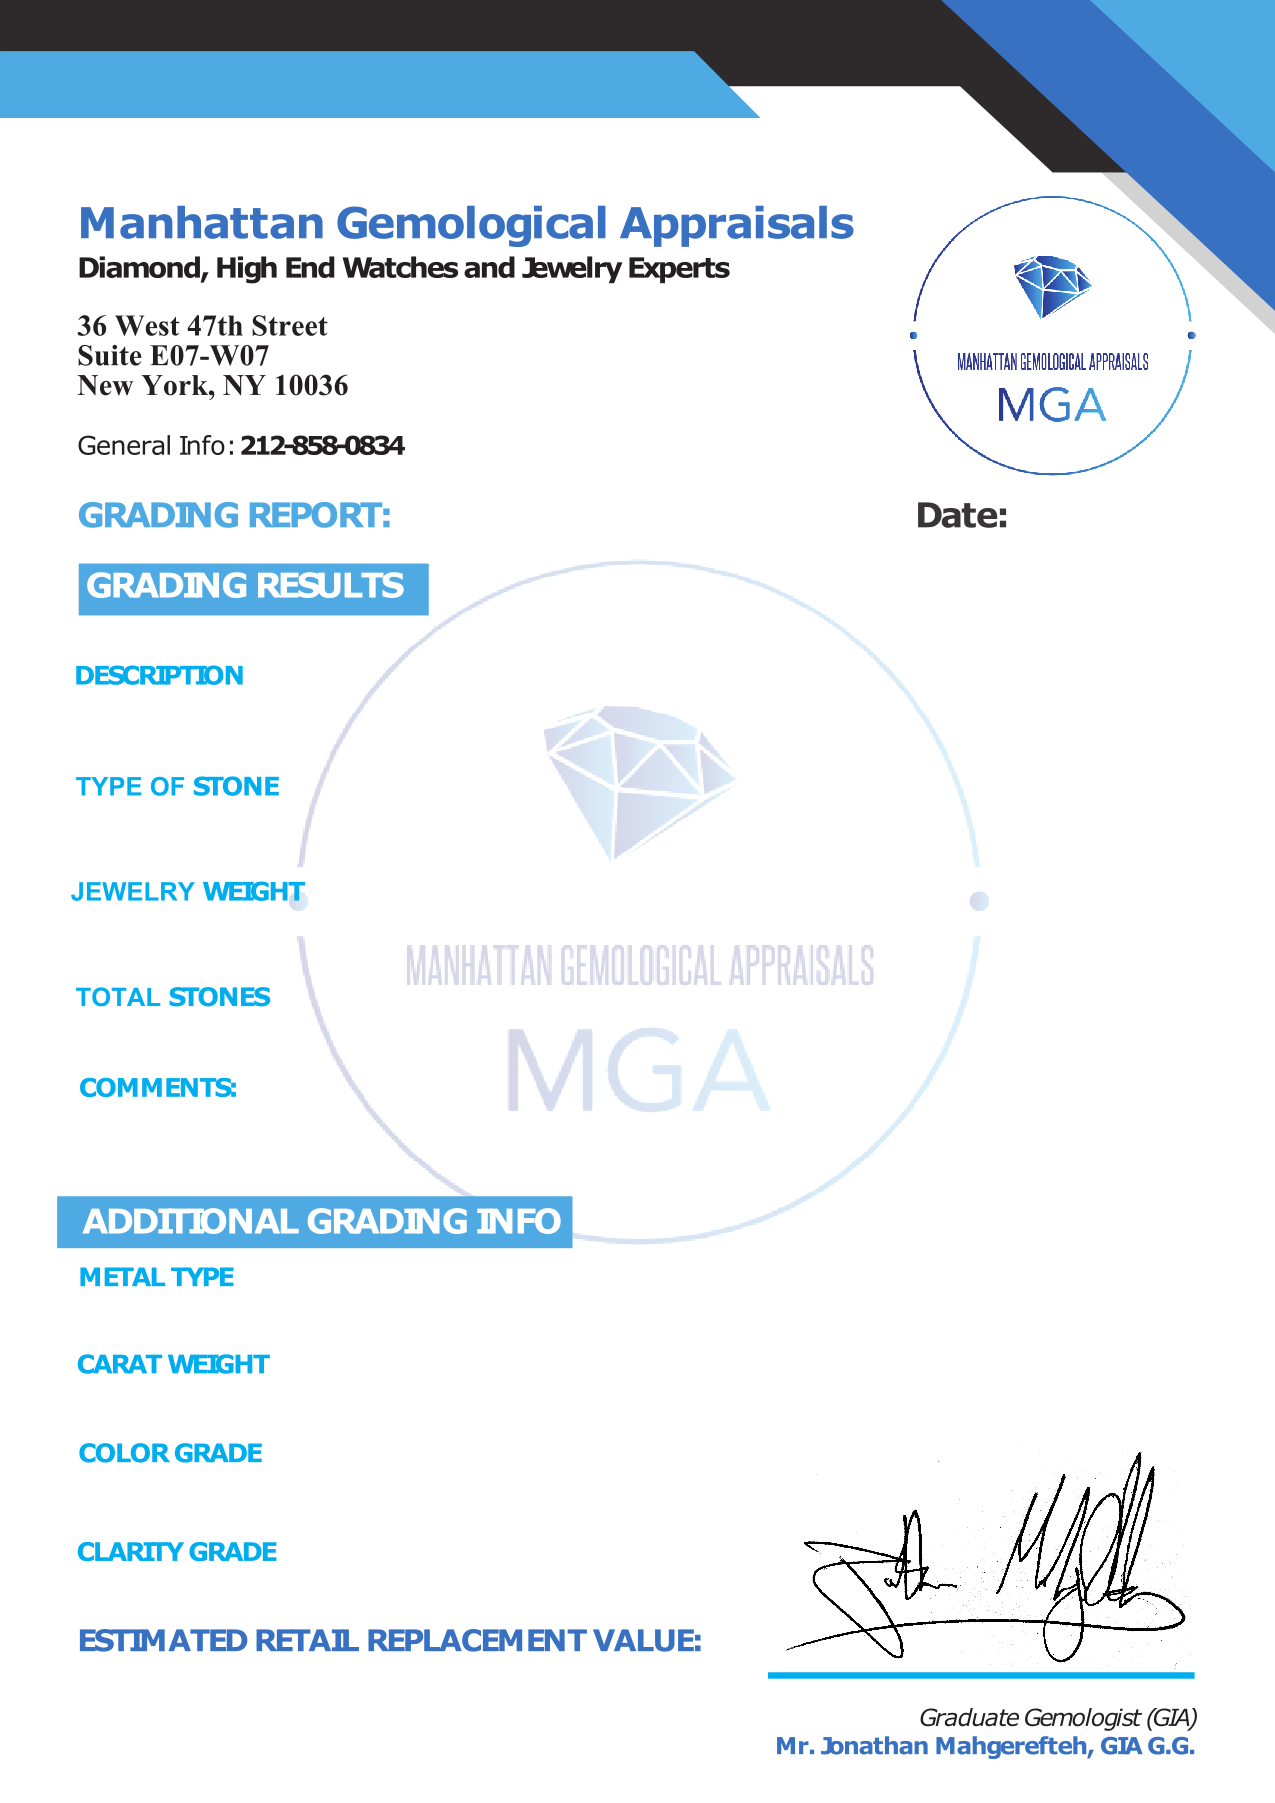 Manhattan Gemological Appraisals
Diamond, High End Watches and Jewelry Experts
36 West 47th Street
Suite E07-W07
New York, NY 10036
General Info: 212-858-0834
MANHATTAN GEMOLOGICAL APPRAISALS
MGA
GRADING REPORT:
Date:
GRADING RESULTS
DESCRIPTION
TYPE OF STONE
JEWELRY WEIGHT
MANHATTAN GEMOLOGICAL APPRAISALS
TOTAL STONES
MGA
COMMENTS:
ADDITIONAL GRADING INFO
METAL TYPE
CARAT WEIGHT
COLOR GRADE
CLARITY GRADE
ESTIMATED RETAIL REPLACEMENT VALUE:
Graduate Gemologist (GIA)
Mr. Jonathan Mahgerefteh, GIA G.G.